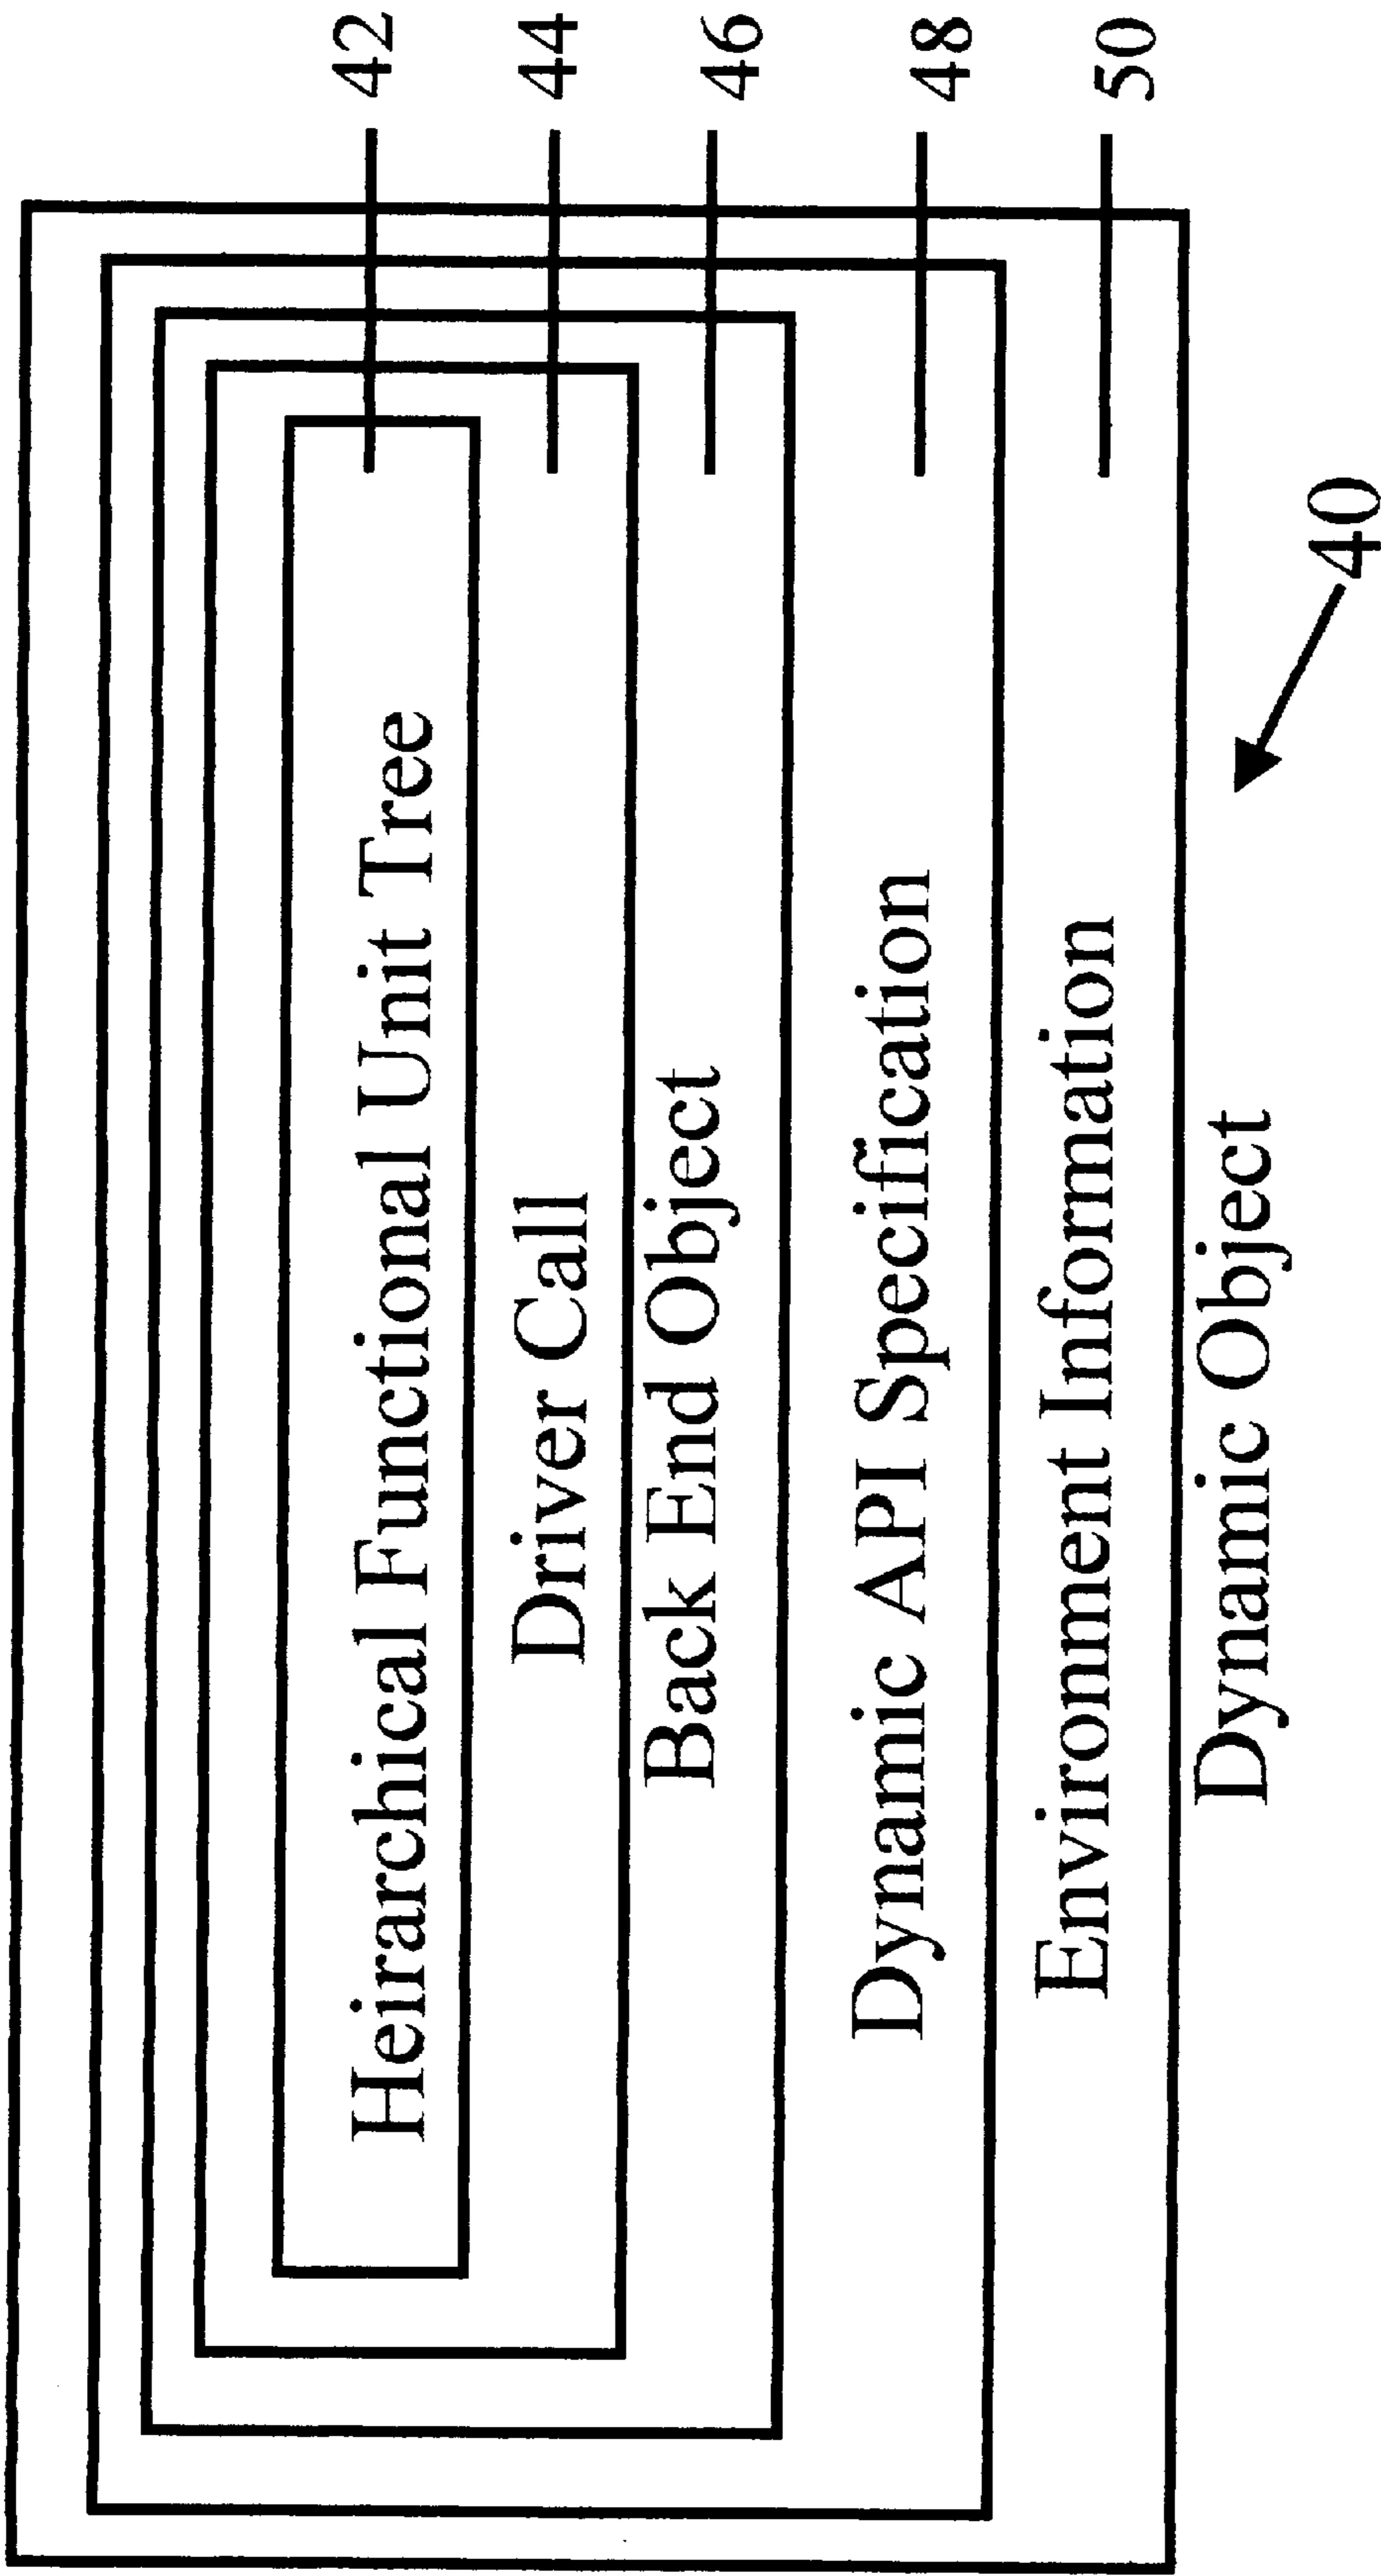 Heirarchical Functional Unit Tree 42
Driver Call 44
Back End Object 46
Dynamic API Specification 48
Environment Information 50
Dynamic Object
40